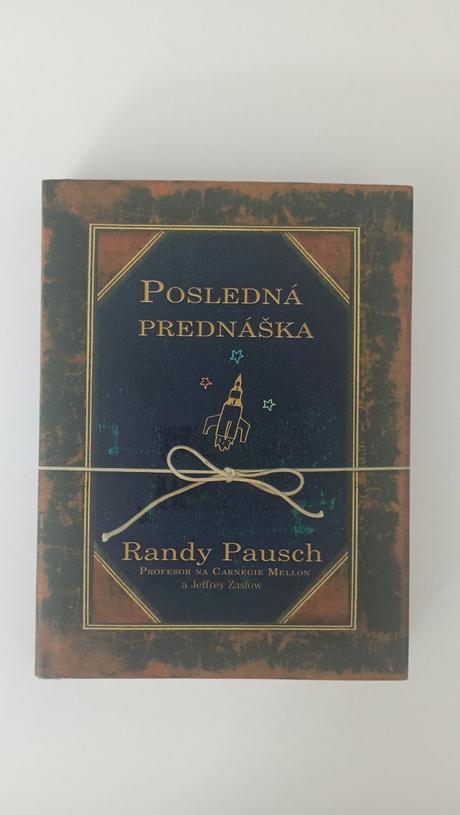 Posledná
prednáška
Randy Pausch
Profesor na Carnegie Mellon
a Jeffrey Zaslow